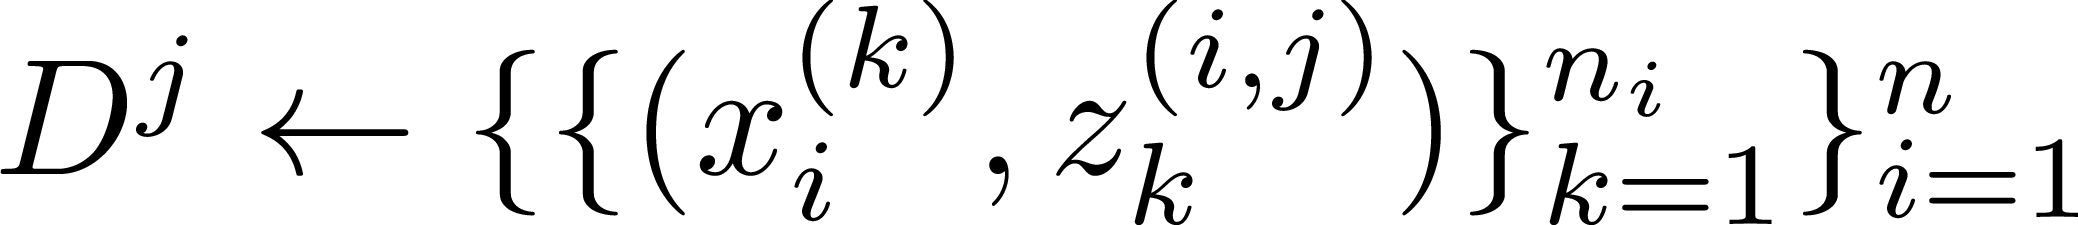 $D^j \leftarrow \{\{(x_i^{(k)}, z_k^{(i,j)})\}_{k=1}^{n_i}\}_{i=1}^{n}$